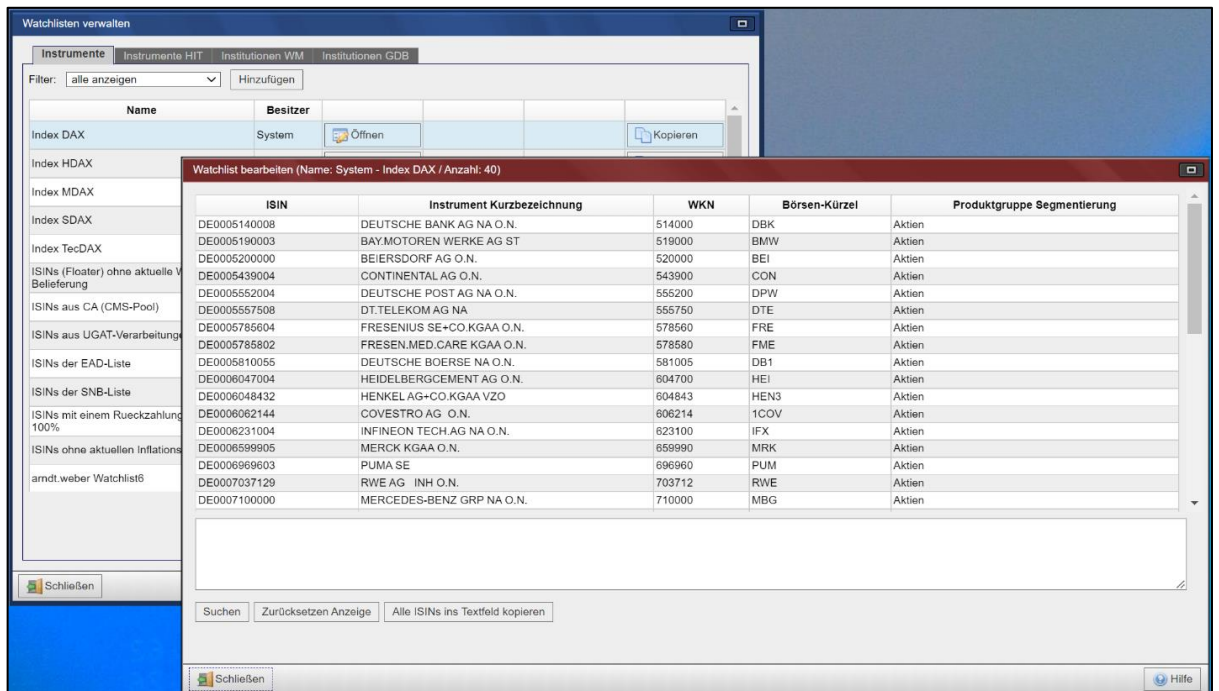 Watchlisten verwalten
Instrumente Instrumente HIT Institutionen WM Institutionen GDB
Filter: alle anzeigen Hinzufügen
Name Besitzer
Index DAX System Öffnen Kopieren
Index HDAX
Index MDAX
Index SDAX
Index TecDAX
ISINs (Floater) ohne aktuelle
Belieferung
ISINs aus CA (CMS-Pool)
ISINs aus UGAT-Verarbeitunge
ISINs der EAD-Liste
ISINs der SNB-Liste
ISINs mit einem Rueckzahlung
100%
ISINs ohne aktuellen Inflations
arndt.weber Watchlist6
Schließen
Watchlist bearbeiten (Name: System - Index DAX / Anzahl: 40)
ISIN Instrument Kurzbezeichnung WKN Börsen-Kürzel Produktgruppe Segmentierung
DE0005140008 DEUTSCHE BANK AG NA O.N. 514000 DBK Aktien
DE0005190003 BAY.MOTOREN WERKE AG ST 519000 BMW Aktien
DE0005200000 BEIERSDORF AG O.N. 520000 BEI Aktien
DE0005439004 CONTINENTAL AG O.N. 543900 CON Aktien
DE0005552004 DEUTSCHE POST AG NA O.N. 555200 DPW Aktien
DE0005557508 DT.TELEKOM AG NA 555750 DTE Aktien
DE0005785604 FRESENIUS SE+CO.KGAA O.N. 578560 FRE Aktien
DE0005785802 FRESEN.MED.CARE KGAA O.N. 578580 FME Aktien
DE0005810055 DEUTSCHE BOERSE NA O.N. 581005 DB1 Aktien
DE0006047004 HEIDELBERGCEMENT AG O.N. 604700 HEI Aktien
DE0006048432 HENKEL AG+CO.KGAA VZO 604843 HEN3 Aktien
DE0006062144 COVESTRO AG O.N. 606214 1COV Aktien
DE0006231004 INFINEON TECH.AG NA O.N. 623100 IFX Aktien
DE0006599905 MERCK KGAA O.N. 659990 MRK Aktien
DE0006969603 PUMA SE 696960 PUM Aktien
DE0007037129 RWE AG INH O.N. 703712 RWE Aktien
DE0007100000 MERCEDES-BENZ GRP NA O.N. 710000 MBG Aktien
Suchen Zurücksetzen Anzeige Alle ISINs ins Textfeld kopieren
Schließen Hilfe